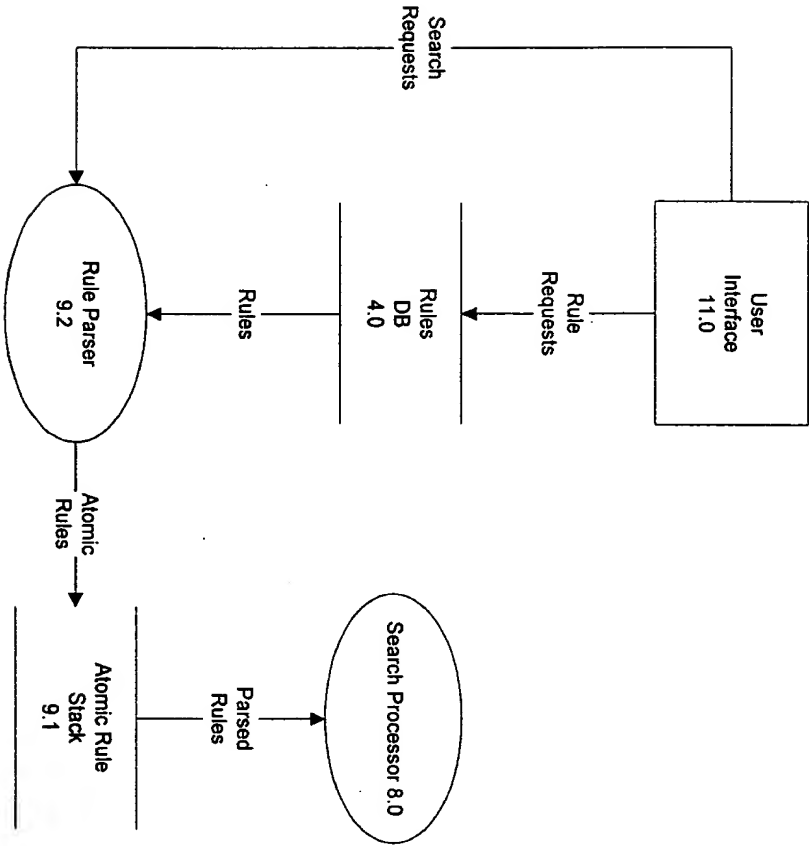 Search
Requests
User
Interface
11.0
Rule
Requests
Rules
DB
4.0
Rules
Rule Parser
9.2
Atomic
Rules
Search Processor 8.0
Parsed
Rules
Atomic Rule
Stack
9.1